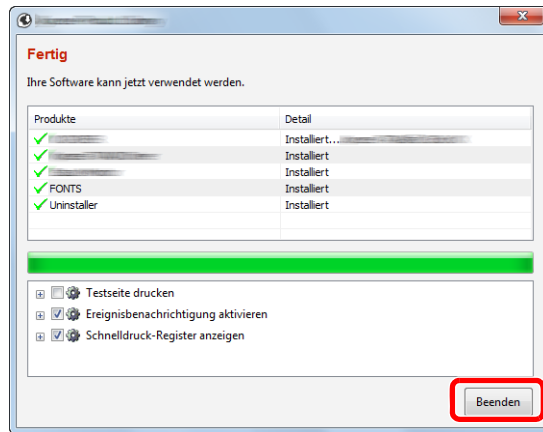 Fertig
Ihre Software kann jetzt verwendet werden.
Produkte Detail
Installiert...
Installiert
Installiert
FONTS Installiert
Uninstaller Installiert
Testseite drucken
Ereignisbenachrichtigung aktivieren
Schnelldruck-Register anzeigen
Beenden